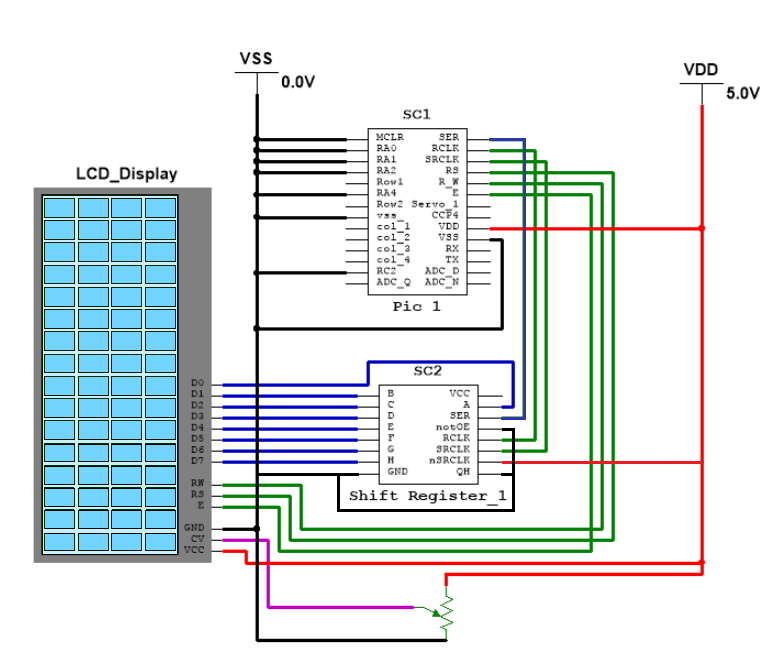 VSS
0.0V
VDD
5.0V
SC1
MCLR SER
RA0 RCLK
RA1 SRCLK
RA2 RS
Row1 R_W
RA4 E
Row2 Servo_1
vss_ CCP4
col_1 VDD
col_2 VSS
col_3 RX
col_4 TX
RC2 ADC_D
ADC_Q ADC_N
Pic 1
LCD_Display
D0
D1
D2
D3
D4
D5
D6
D7
RW
RS
E
GND
CV
VCC
SC2
B VCC
C A
D SER
E notOE
F RCLK
G SRCLK
H nSRCLK
GND QH
Shift Register_1